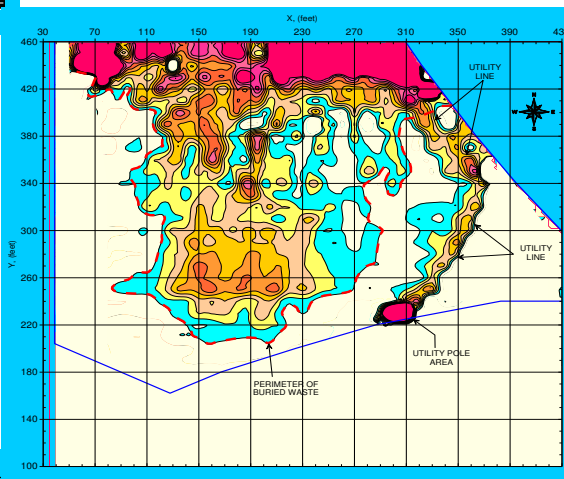 X, (feet)
30 70 110 150 190 230 270 310 350 390 43
460
420
380
340
300
260
220
180
140
100
Y, (feet)
UTILITY
LINE
N
W E
S
UTILITY
LINE
UTILITY POLE
AREA
PERIMETER OF
BURIED WASTE